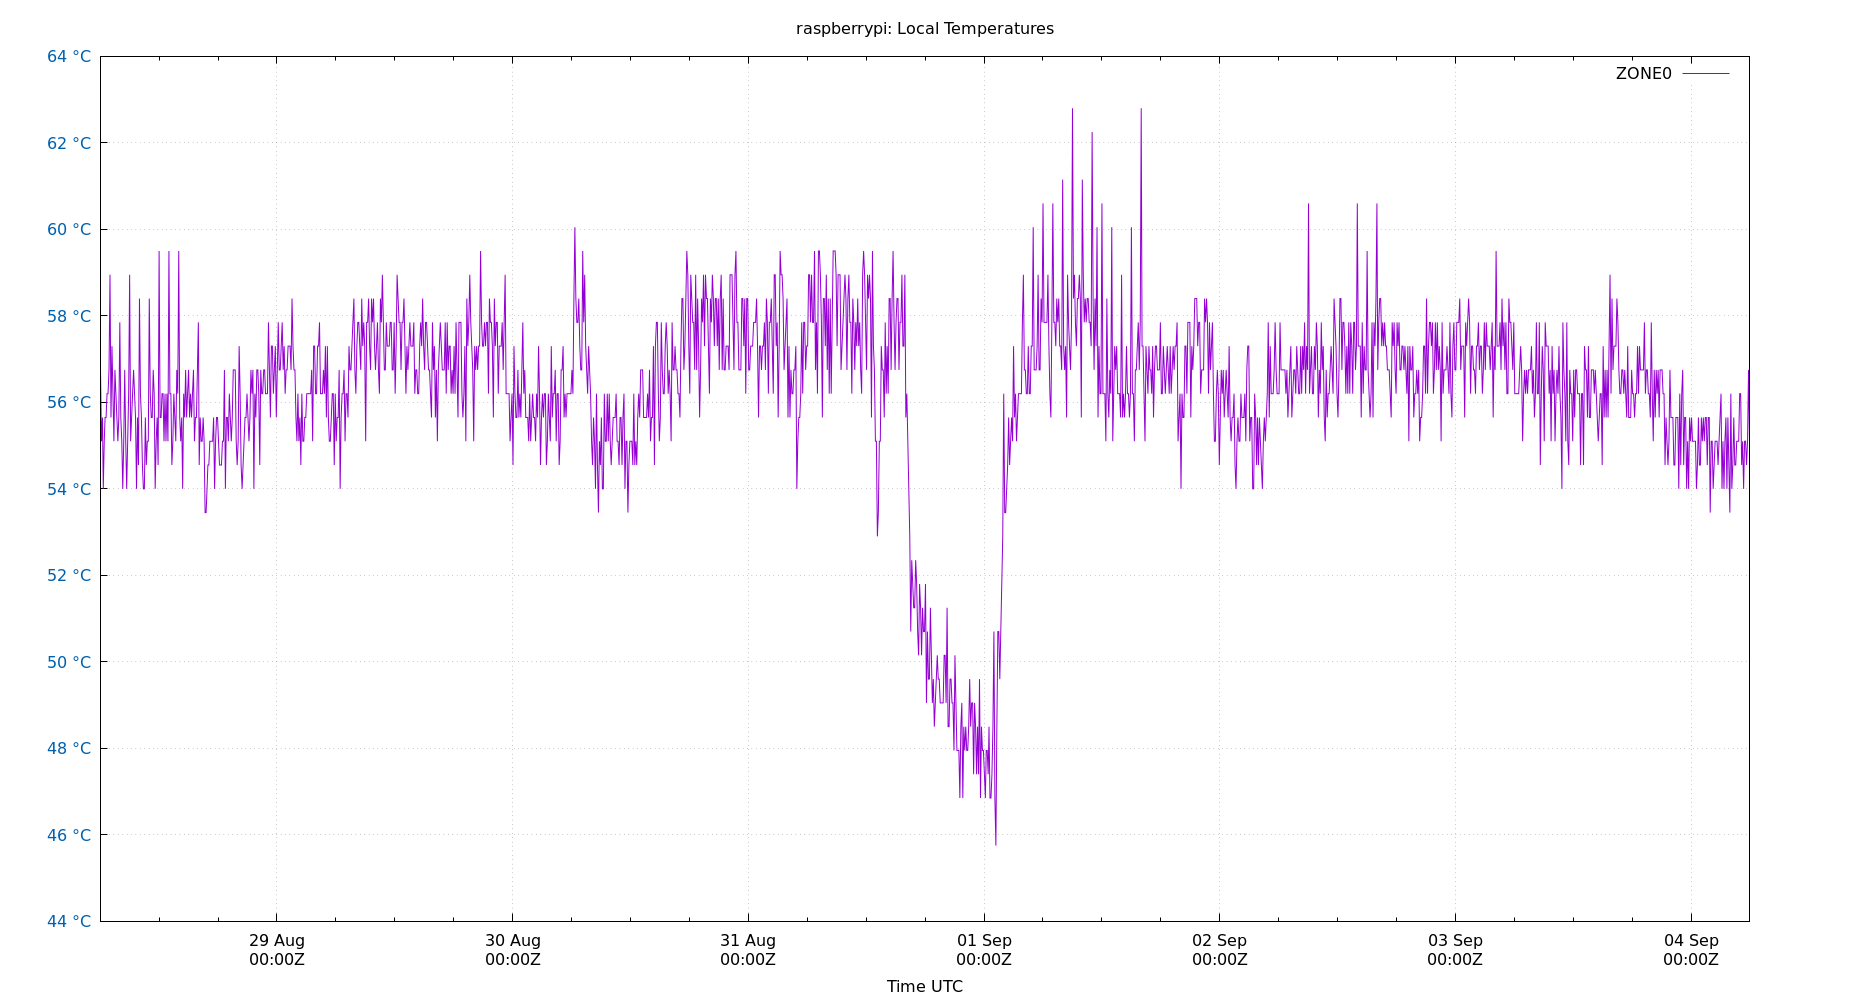 raspberrypi: Local Temperatures
64 °C
ZONE0
62 °C
60 °C
58 °C
56 °C
54 °C
52 °C
50 °C
48 °C
46 °C
44 °C
29 Aug 30 Aug 31 Aug 01 Sep 02 Sep 03 Sep 04 Sep
00:00Z 00:00Z 00:00Z 00:00Z 00:00Z 00:00Z 00:00Z
Time UTC